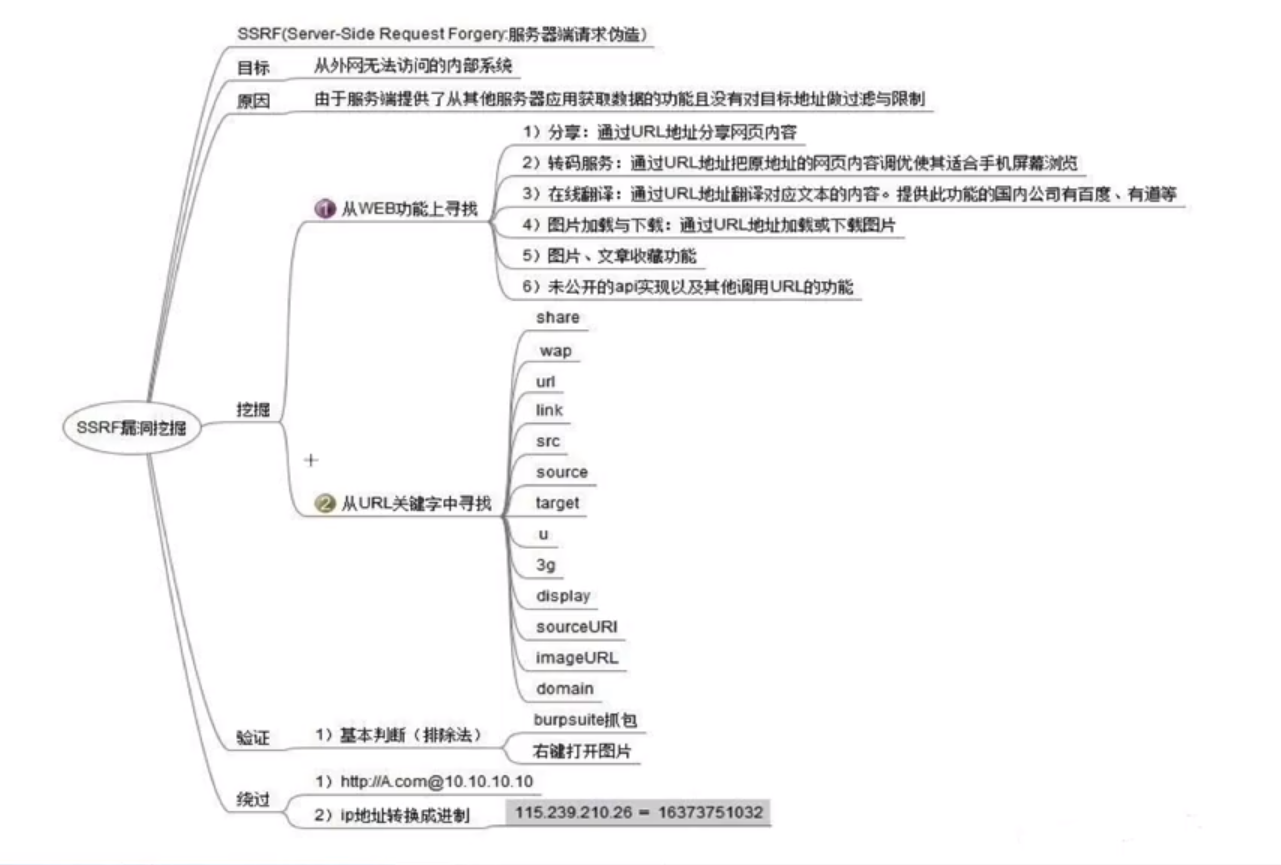 SSRF(Server-Side Request Forgery:服务器端请求伪造)
目标 从外网无法访问的内部系统
原因 由于服务端提供了从其他服务器应用获取数据的功能且没有对目标地址做过滤与限制
SSRF漏洞挖掘
挖掘
1 从WEB功能上寻找
1）分享：通过URL地址分享网页内容
2）转码服务：通过URL地址把原地址的网页内容调优使其适合手机屏幕浏览
3）在线翻译：通过URL地址翻译对应文本的内容。提供此功能的国内公司有百度、有道等
4）图片加载与下载：通过URL地址加载或下载图片
5）图片、文章收藏功能
6）未公开的api实现以及其他调用URL的功能
2 从URL关键字中寻找
share
wap
url
link
src
source
target
u
3g
display
sourceURI
imageURL
domain
验证
1）基本判断（排除法）
burpsuite抓包
右键打开图片
绕过
1）http://A.com@10.10.10.10
2）ip地址转换成进制 115.239.210.26 = 16373751032